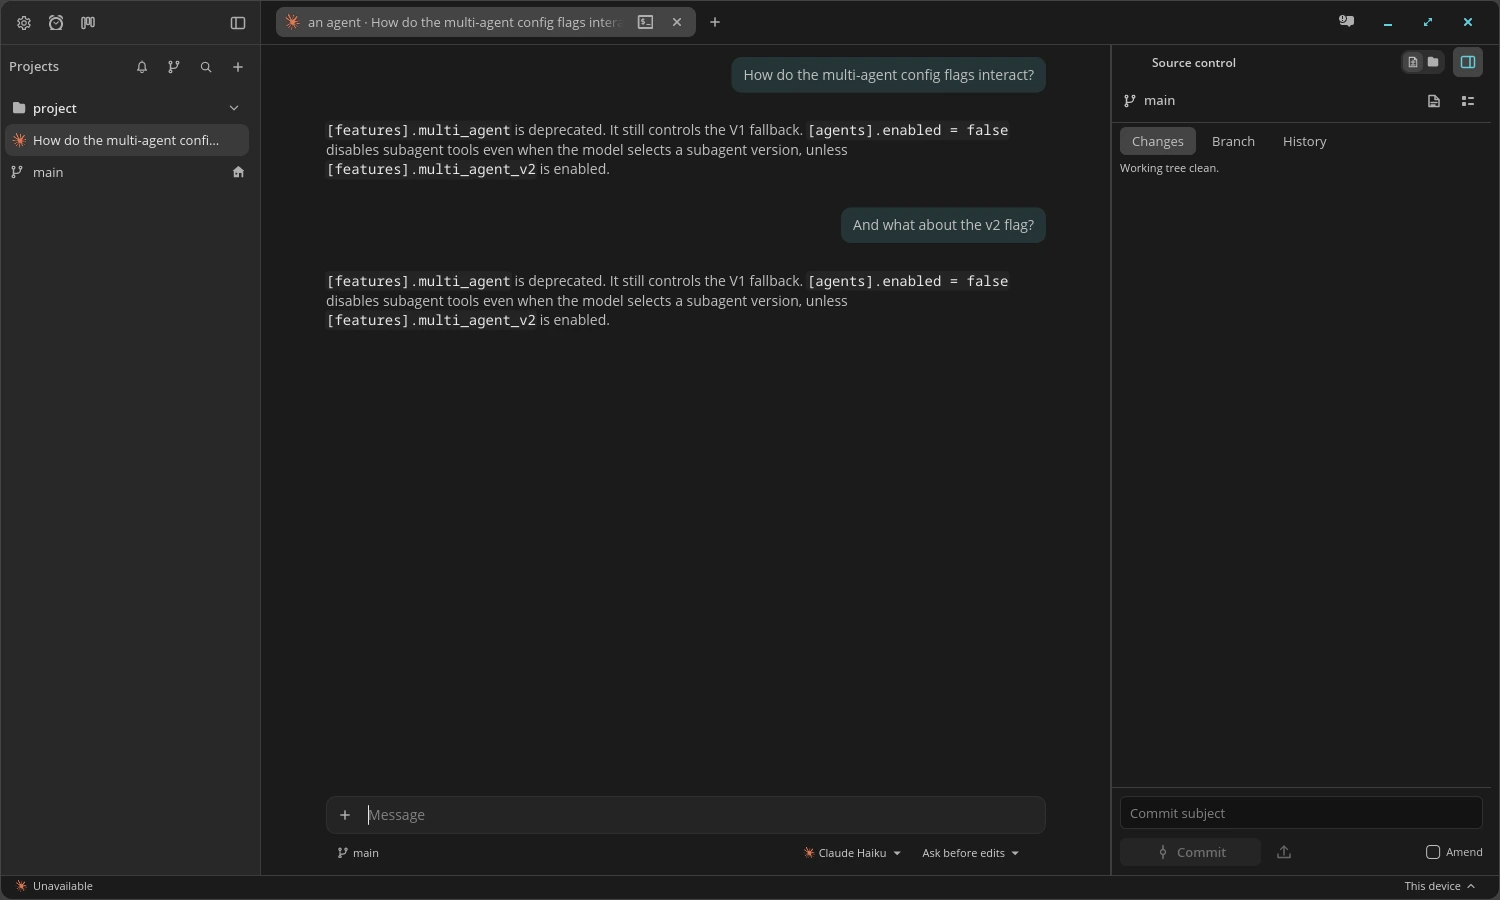 an agent · How do the multi-agent config flags inter
Projects
project
How do the multi-agent confi...
main
How do the multi-agent config flags interact?
[features].multi_agent is deprecated. It still controls the V1 fallback. [agents].enabled = false
disables subagent tools even when the model selects a subagent version, unless
[features].multi_agent_v2 is enabled.
And what about the v2 flag?
[features].multi_agent is deprecated. It still controls the V1 fallback. [agents].enabled = false
disables subagent tools even when the model selects a subagent version, unless
[features].multi_agent_v2 is enabled.
Message
main
Claude Haiku
Ask before edits
Source control
main
Changes Branch History
Working tree clean.
Commit subject
Commit
Amend
Unavailable
This device